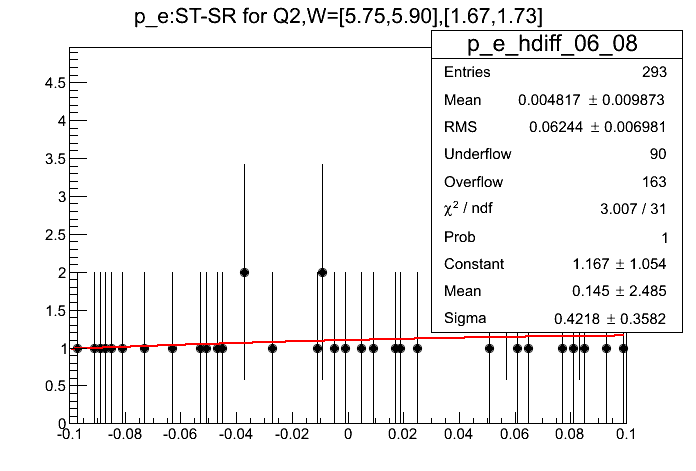 p_e:ST-SR for Q2,W=[5.75,5.90],[1.67,1.73]
p_e_hdiff_06_08
Entries 293
Mean 0.004817 ± 0.009873
RMS 0.06244 ± 0.006981
Underflow 90
Overflow 163
χ² / ndf 3.007 / 31
Prob 1
Constant 1.167 ± 1.054
Mean 0.145 ± 2.485
Sigma 0.4218 ± 0.3582
4.5
4
3.5
3
2.5
2
1.5
1
0.5
0
-0.1 -0.08 -0.06 -0.04 -0.02 0 0.02 0.04 0.06 0.08 0.1